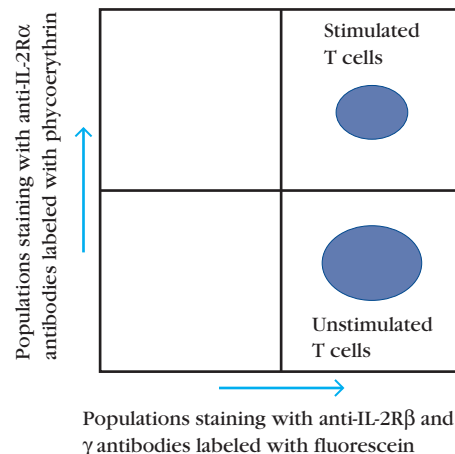 Stimulated
T cells
Populations staining with anti-IL-2Rα
antibodies labeled with phycoerythrin
Unstimulated
T cells
Populations staining with anti-IL-2Rβ and
γ antibodies labeled with fluorescein